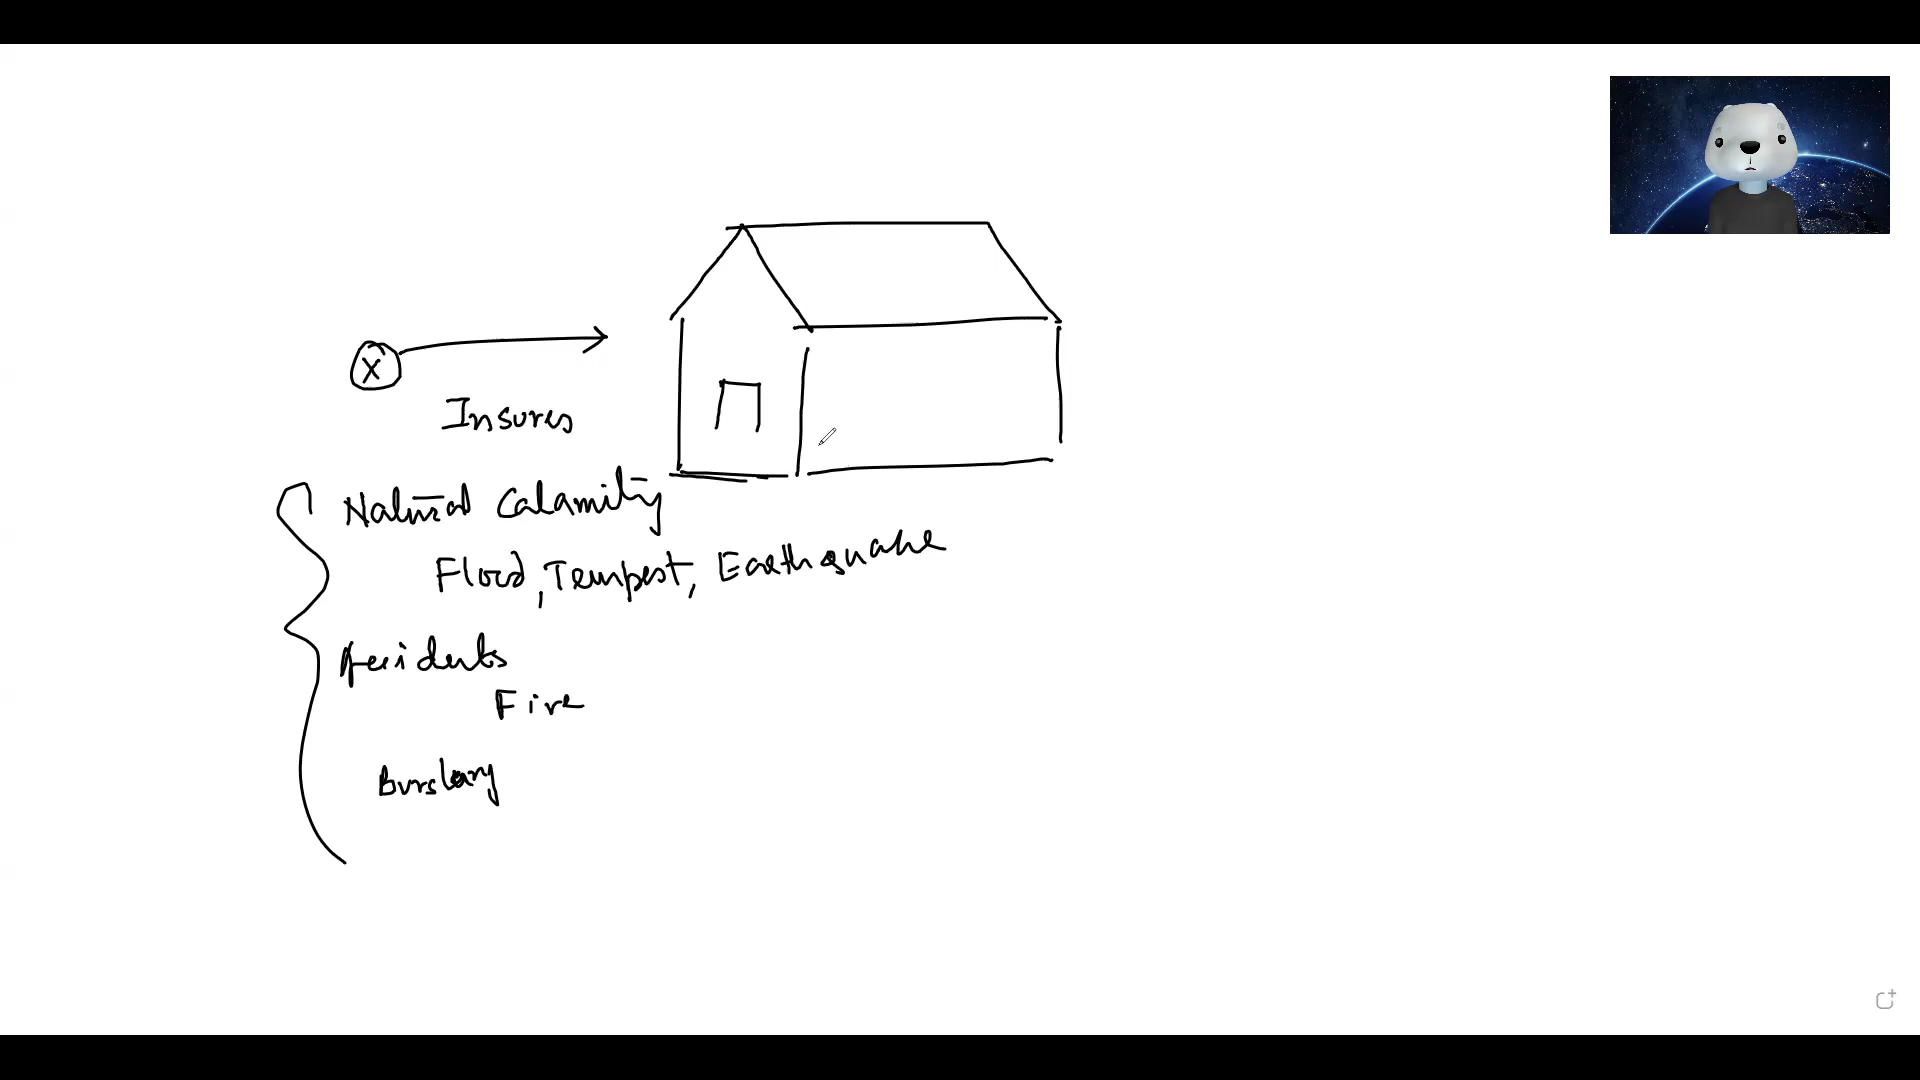 X
Insures
Natural Calamity
Flood, Tempest, Earthquake
Accidents
Fire
Burglary